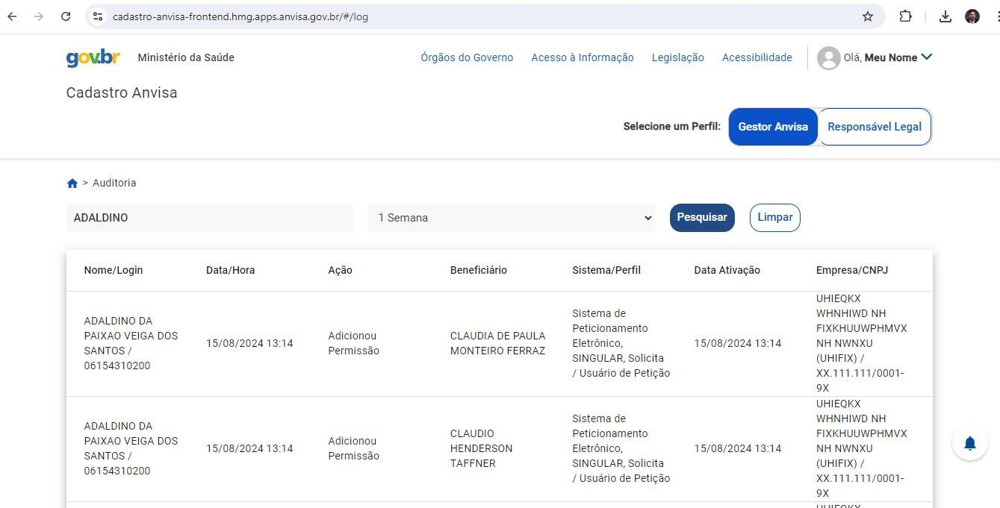 cadastro-anvisa-frontend.hmg.apps.anvisa.gov.br/#/log
gov.br Ministério da Saúde Órgãos do Governo Acesso à Informação Legislação Acessibilidade Olá, Meu Nome
Cadastro Anvisa
Selecione um Perfil: Gestor Anvisa Responsável Legal
> Auditoria
ADALDINO 1 Semana Pesquisar Limpar
Nome/Login Data/Hora Ação Beneficiário Sistema/Perfil Data Ativação Empresa/CNPJ
ADALDINO DA
PAIXAO VEIGA DOS
SANTOS /
06154310200
15/08/2024 13:14
Adicionou
Permissão
CLAUDIA DE PAULA
MONTEIRO FERRAZ
Sistema de
Peticionamento
Eletrônico,
SINGULAR, Solicita
/ Usuário de Petição
15/08/2024 13:14
UHIEQKX
WHNHIWD NH
FIXKHUUWPHMVX
NH NWNXU
(UHIFIX) /
XX.111.111/0001-
9X
ADALDINO DA
PAIXAO VEIGA DOS
SANTOS /
06154310200
15/08/2024 13:14
Adicionou
Permissão
CLAUDIO
HENDERSON
TAFFNER
Sistema de
Peticionamento
Eletrônico,
SINGULAR, Solicita
/ Usuário de Petição
15/08/2024 13:14
UHIEQKX
WHNHIWD NH
FIXKHUUWPHMVX
NH NWNXU
(UHIFIX) /
XX.111.111/0001-
9X